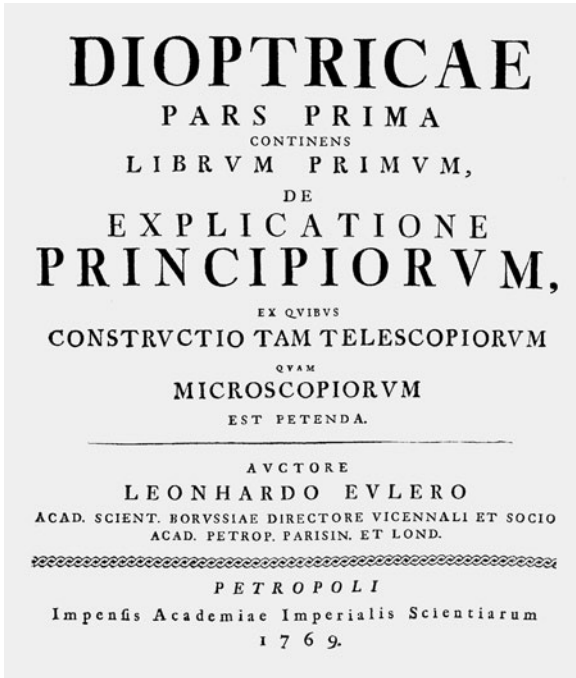 DIOPTRICAE
PARS PRIMA
CONTINENS
LIBRVM PRIMVM,
DE
EXPLICATIONE
PRINCIPIORVM,
EX QVIBVS
CONSTRVCTIO TAM TELESCOPIORVM
QVAM
MICROSCOPIORVM
EST PETENDA.
AVCTORE
LEONHARDO EVLERO
ACAD. SCIENT. BORVSSIAE DIRECTORE VICENNALI ET SOCIO
ACAD. PETROP. PARISIN. ET LOND.
PETROPOLI
Impenſis Academiae Imperialis Scientiarum
1769.